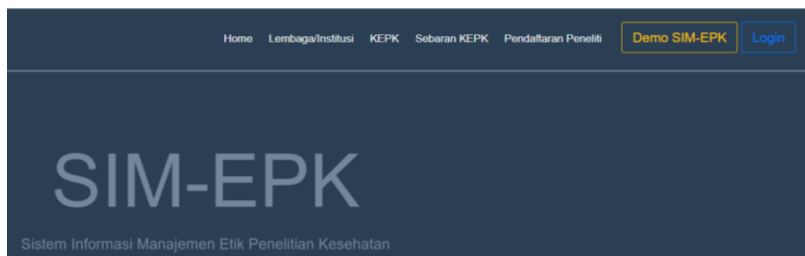 Home Lembaga/Institusi KEPK Sebaran KEPK Pendaftaran Peneliti Demo SIM-EPK Login
SIM-EPK
Sistem Informasi Manajemen Etik Penelitian Kesehatan